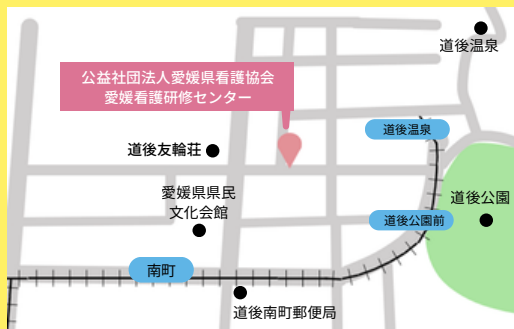 道後温泉
公益社団法人愛媛県看護協会
愛媛看護研修センター
道後温泉
道後友輪荘
愛媛県県民
文化会館
道後公園
道後公園前
南町
道後南町郵便局